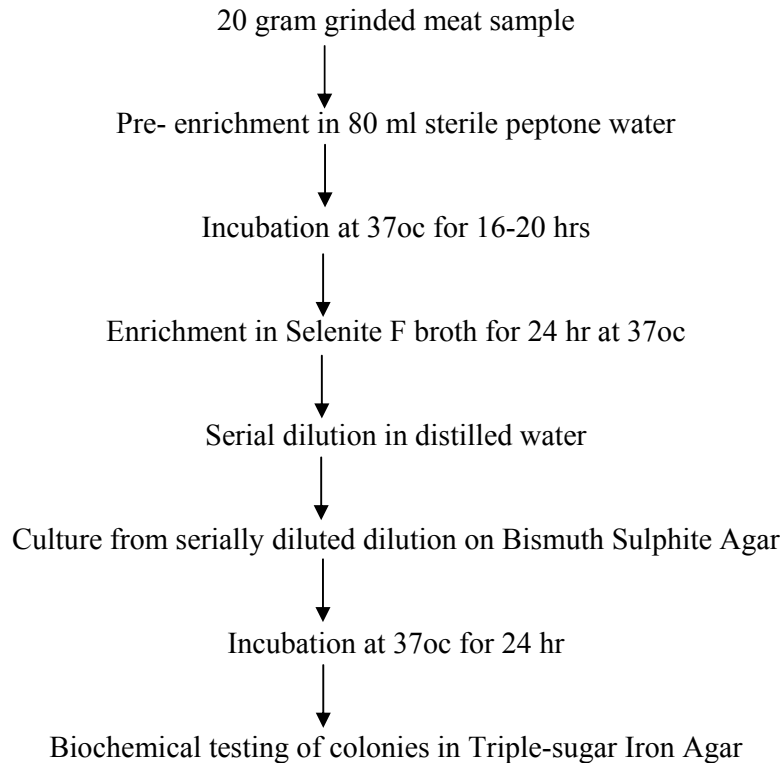 20 gram grinded meat sample
Pre- enrichment in 80 ml sterile peptone water
Incubation at 37oc for 16-20 hrs
Enrichment in Selenite F broth for 24 hr at 37oc
Serial dilution in distilled water
Culture from serially diluted dilution on Bismuth Sulphite Agar
Incubation at 37oc for 24 hr
Biochemical testing of colonies in Triple-sugar Iron Agar